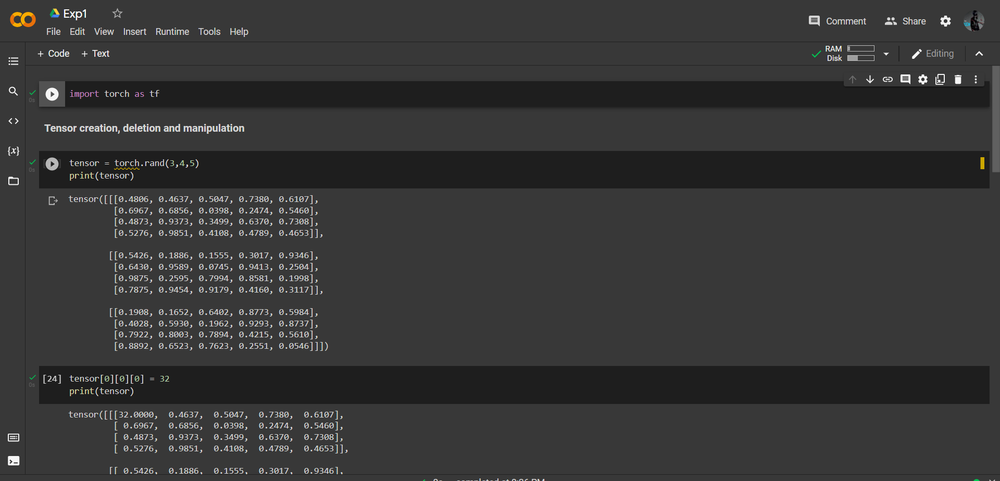 Exp1
File Edit View Insert Runtime Tools Help
Comment Share
+ Code + Text
RAM
Disk
Editing
import torch as tf
0s
Tensor creation, deletion and manipulation
tensor = torch.rand(3,4,5)
0s
print(tensor)
tensor([[[0.4806, 0.4637, 0.5047, 0.7380, 0.6107],
[0.6967, 0.6856, 0.0398, 0.2474, 0.5460],
[0.4873, 0.9373, 0.3499, 0.6370, 0.7308],
[0.5276, 0.9851, 0.4108, 0.4789, 0.4653]],
[[0.5426, 0.1886, 0.1555, 0.3017, 0.9346],
[0.6430, 0.9589, 0.0745, 0.9413, 0.2504],
[0.9875, 0.2595, 0.7994, 0.8581, 0.1998],
[0.7875, 0.9454, 0.9179, 0.4160, 0.3117]],
[[0.1908, 0.1652, 0.6402, 0.8773, 0.5984],
[0.4028, 0.5930, 0.1962, 0.9293, 0.8737],
[0.7922, 0.8003, 0.7894, 0.4215, 0.5610],
[0.8892, 0.6523, 0.7623, 0.2551, 0.0546]]])
[24] tensor[0][0][0] = 32
0s
print(tensor)
tensor([[[32.0000, 0.4637, 0.5047, 0.7380, 0.6107],
[ 0.6967, 0.6856, 0.0398, 0.2474, 0.5460],
[ 0.4873, 0.9373, 0.3499, 0.6370, 0.7308],
[ 0.5276, 0.9851, 0.4108, 0.4789, 0.4653]],
[[ 0.5426, 0.1886, 0.1555, 0.3017, 0.9346],
completed at